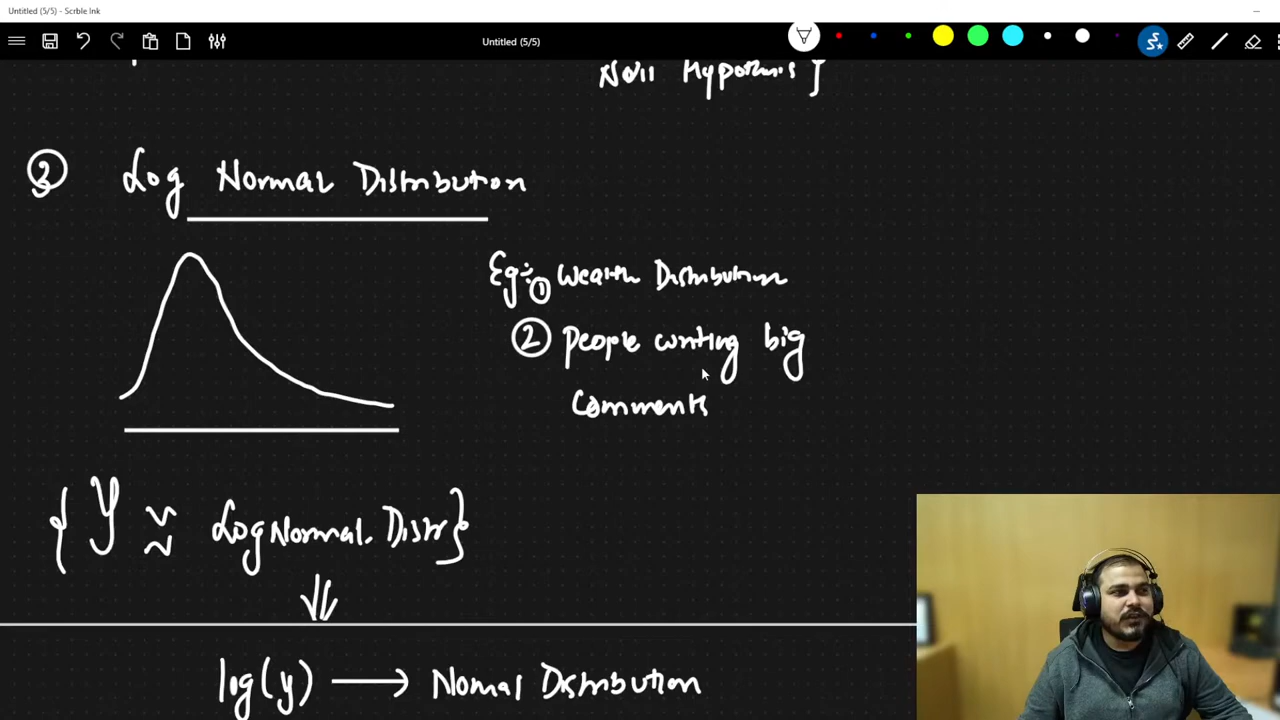 Untitled (5/5) - Scrble Ink
Untitled (5/5)
Null Hypothesis }
③ Log Normal Distribution
Eg:- ① Wealth Distribution
② People writing big
Comments
{ Y ≈ Log Normal. Distr }
⇓
log(y) → Normal Distribution